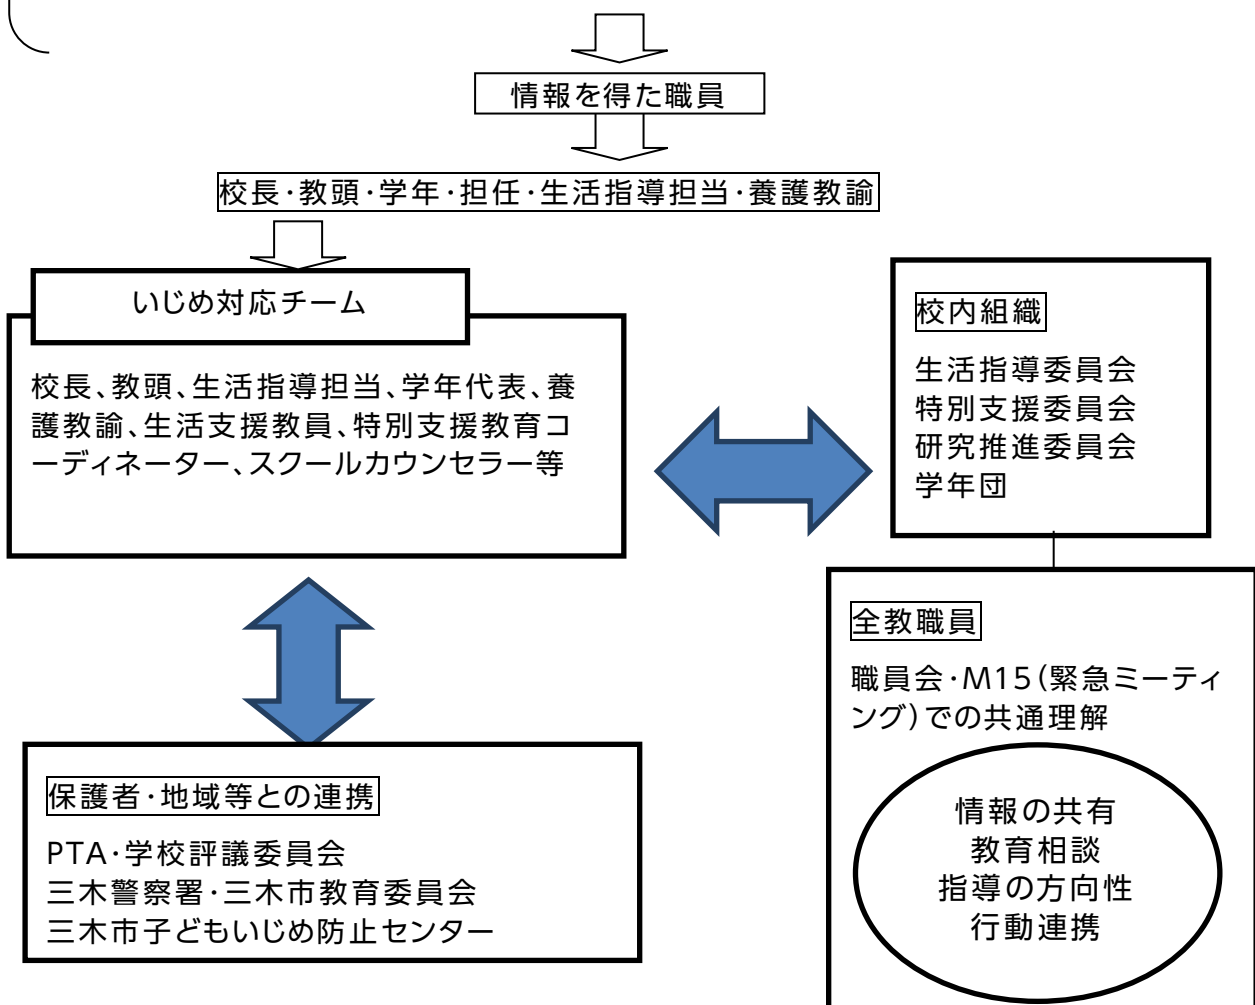 情報を得た職員
校長・教頭・学年・担任・生活指導担当・養護教諭
いじめ対応チーム
校長、教頭、生活指導担当、学年代表、養
護教諭、生活支援教員、特別支援教育コ
ーディネーター、スクールカウンセラー等
校内組織
生活指導委員会
特別支援委員会
研究推進委員会
学年団
全教職員
職員会・M15(緊急ミーティ
ング)での共通理解
情報の共有
教育相談
指導の方向性
行動連携
保護者・地域等との連携
PTA・学校評議委員会
三木警察署・三木市教育委員会
三木市子どもいじめ防止センター